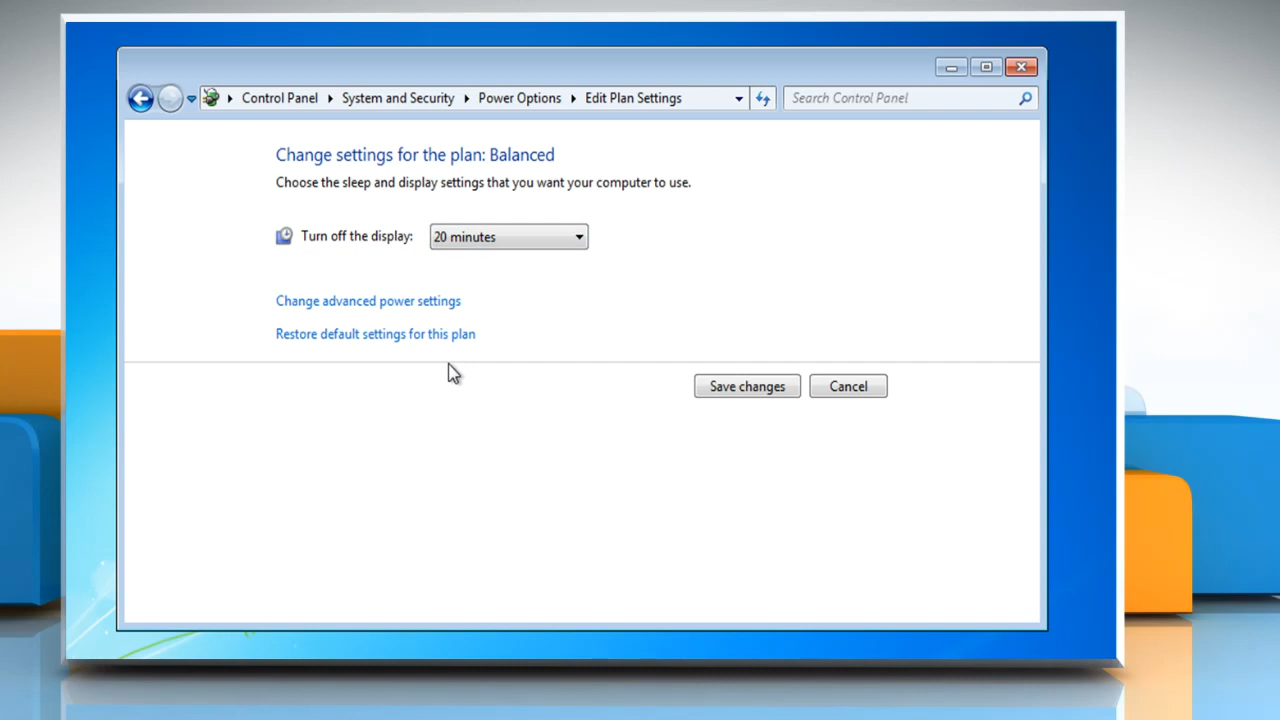 Control Panel System and Security Power Options Edit Plan Settings Search Control Panel
Change settings for the plan: Balanced
Choose the sleep and display settings that you want your computer to use.
Turn off the display: 20 minutes
Change advanced power settings
Restore default settings for this plan
Save changes Cancel